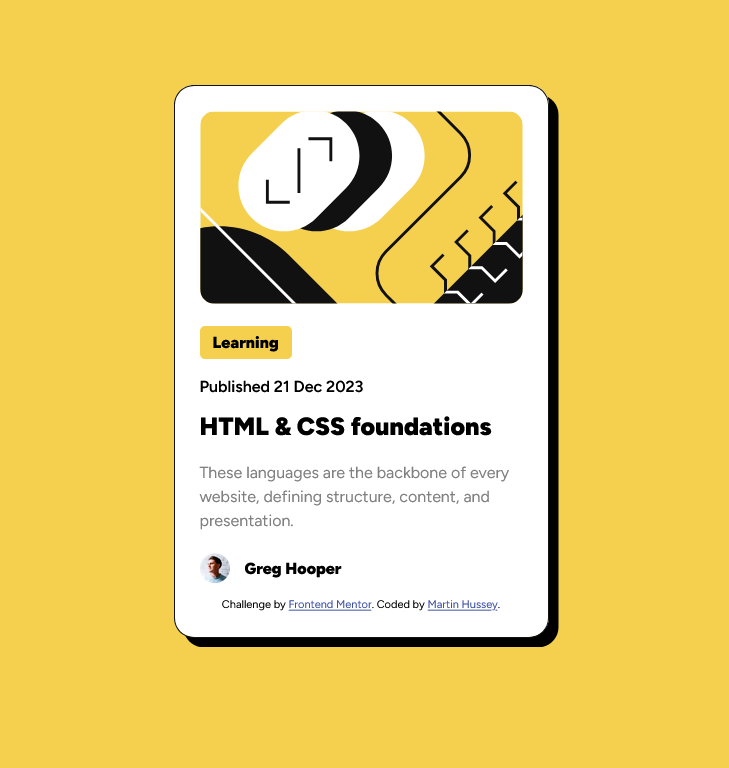 Learning
Published 21 Dec 2023
HTML & CSS foundations
These languages are the backbone of every
website, defining structure, content, and
presentation.
Greg Hooper
Challenge by Frontend Mentor. Coded by Martin Hussey.